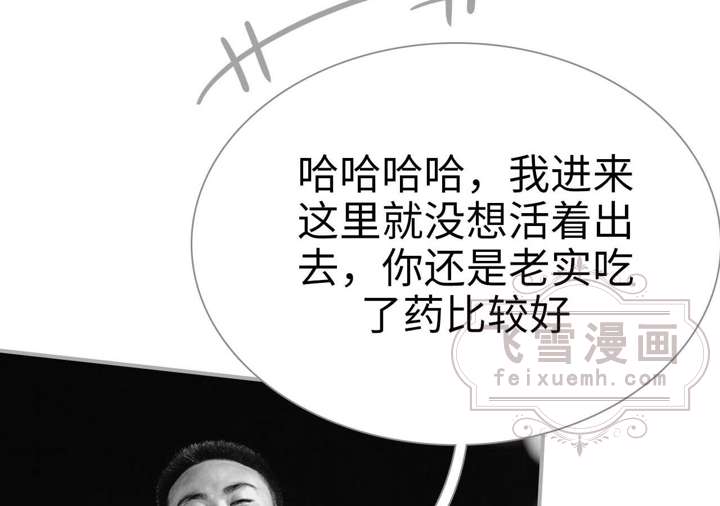 哈哈哈哈，我进来
这里就没想活着出
去，你还是老实吃
了药比较好
飞雪漫画
feixuemh.com